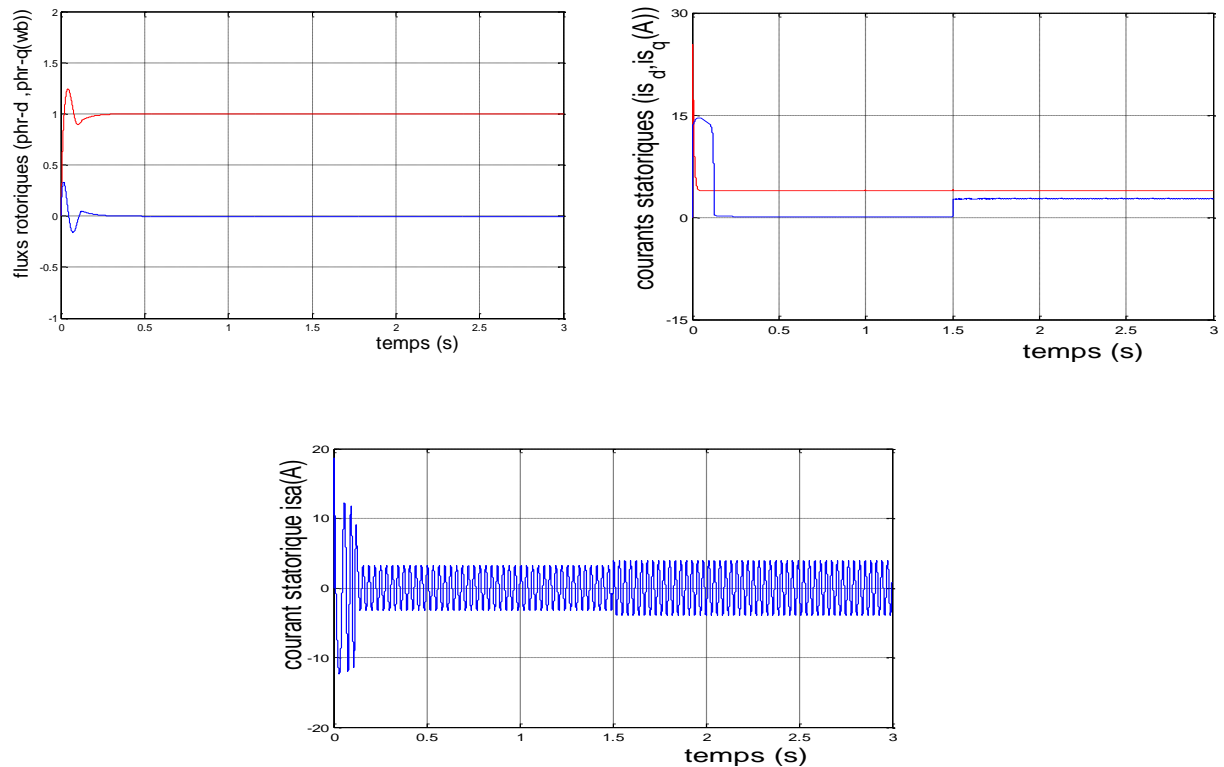 fluxs rotoriques (phr-d ,phr-q(wb))
2
1.5
1
0.5
0
-0.5
-1
0 0.5 1 1.5 2 2.5 3
temps (s)
courants statoriques (is_d,is_q(A))
30
15
0
-15
0 0.5 1 1.5 2 2.5 3
temps (s)
courant statorique isa(A)
20
10
0
-10
-20
0 0.5 1 1.5 2 2.5 3
temps (s)